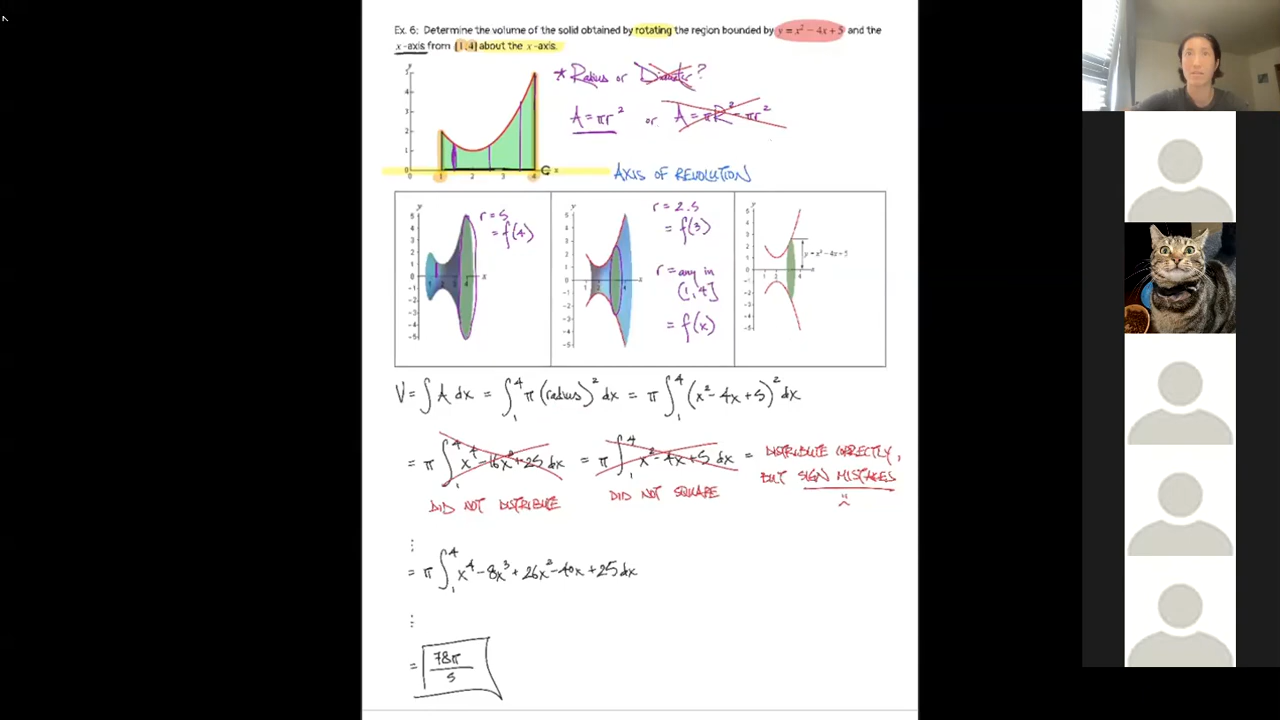 Ex. 6: Determine the volume of the solid obtained by rotating the region bounded by y = x² − 4x + 5 and the
x-axis from [1,4] about the x-axis.
* Radius or Diameter?
A = πr² or A = πR² − πr²
AXIS OF REVOLUTION
r = 5
= f(4)
r = 2.5
= f(3)
r = any in
[1,4]
= f(x)
y = x² − 4x + 5
V = ∫ A dx = ∫₁⁴ π (radius)² dx = π ∫₁⁴ (x² − 4x + 5)² dx
= π ∫₁⁴ x⁴ − 16x² + 25 dx = π ∫₁⁴ x² − 4x + 5 dx = DISTRIBUTE CORRECTLY,
BUT SIGN MISTAKES
DID NOT DISTRIBUTE DID NOT SQUARE
⋮
= π ∫₁⁴ x⁴ − 8x³ + 26x² − 40x + 25 dx
⋮
= 78π/5